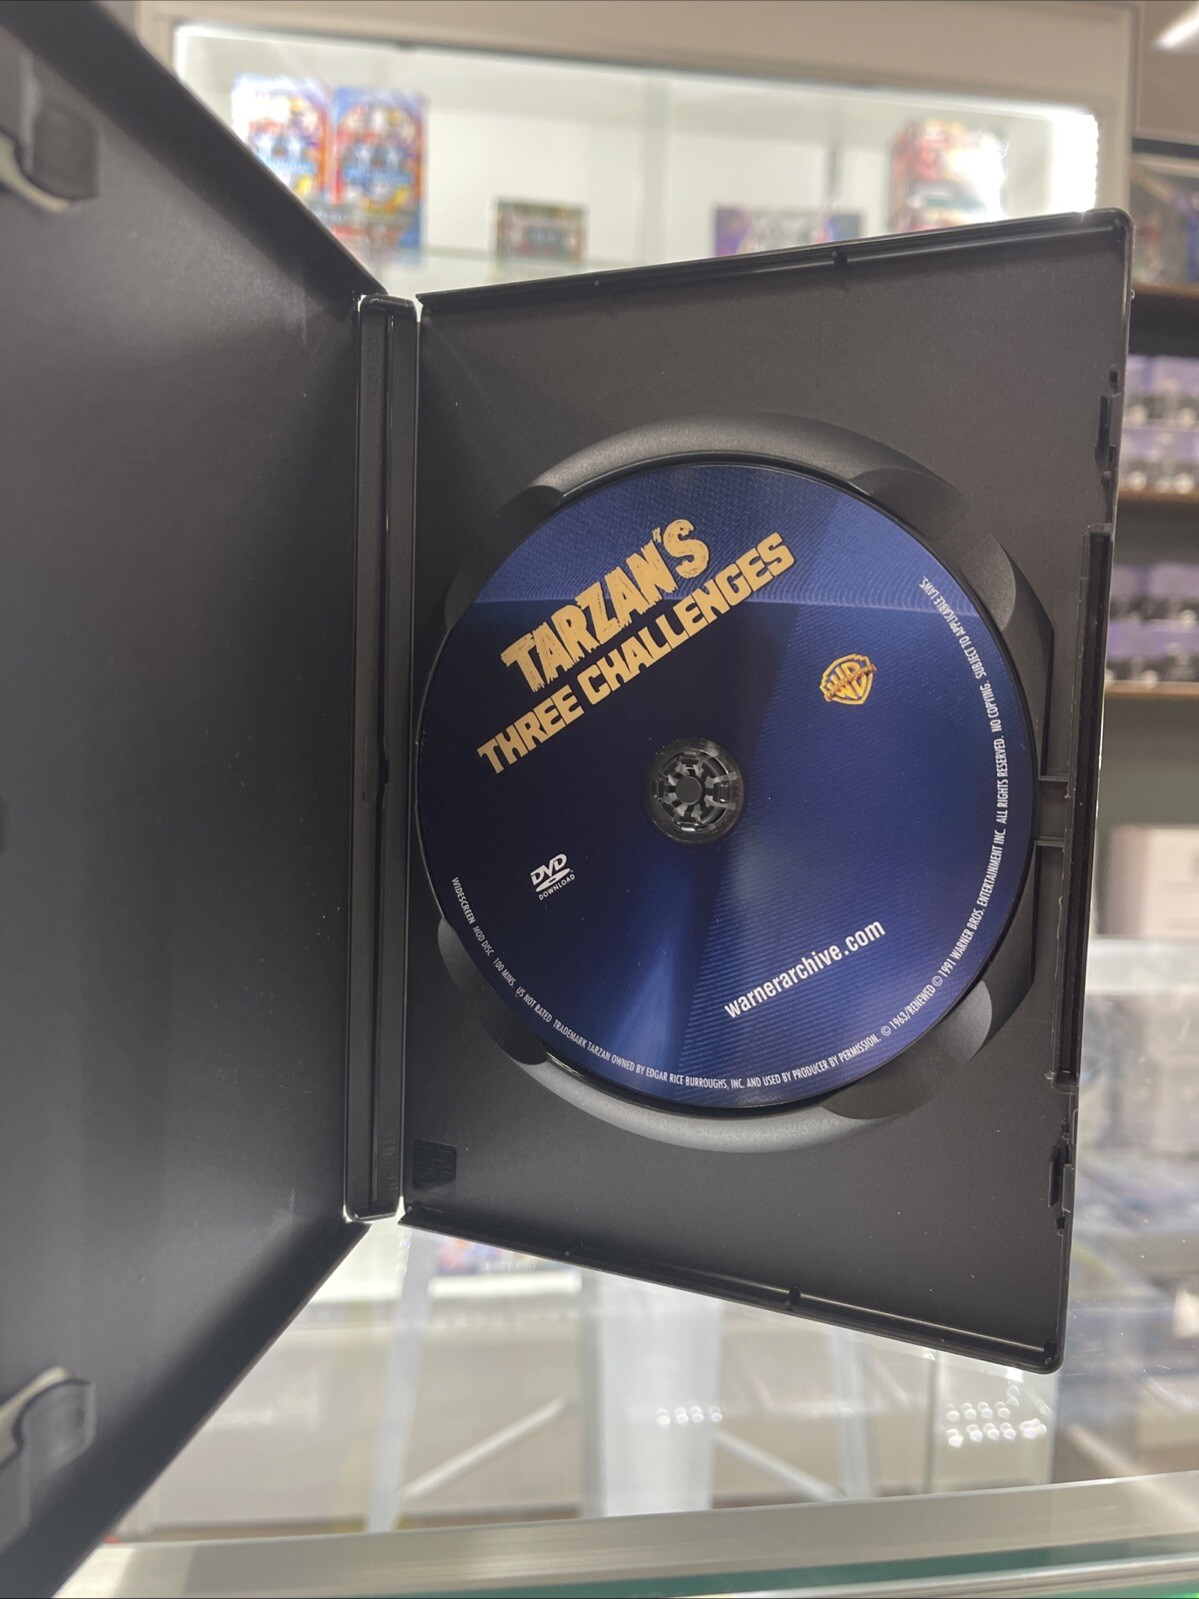 TARZAN'S
THREE CHALLENGES
WB
DVD
DOWNLOAD
warnerarchive.com
WIDESCREEN MOD DISC 100 MINS. US NOT RATED TRADEMARK TARZAN OWNED BY EDGAR RICE BURROUGHS, INC. AND USED BY PRODUCER BY PERMISSION. © 1963/RENEWED © 1991 WARNER BROS. ENTERTAINMENT INC. ALL RIGHTS RESERVED. NO COPYING. SUBJECT TO APPLICABLE LAWS.